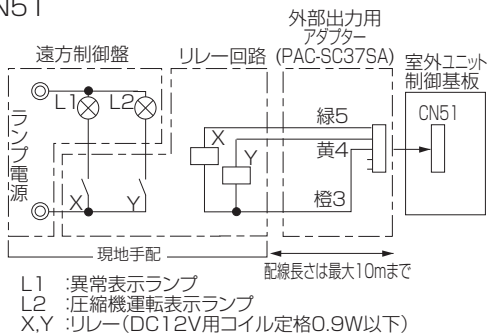 CN51
外部出力用
アダプター
(PAC-SC37SA)
遠方制御盤
リレー回路
室外ユニット
制御基板
L1
L2
CN51
ランプ電源
X
Y
X
Y
緑5
黄4
橙3
現地手配
配線長さは最大10mまで
L1 :異常表示ランプ
L2 :圧縮機運転表示ランプ
X,Y :リレー(DC12V用コイル定格0.9W以下)